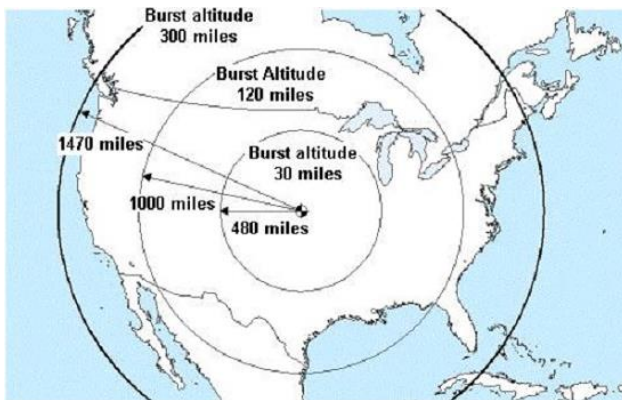 Burst altitude
300 miles
Burst Altitude
120 miles
1470 miles
Burst altitude
30 miles
1000 miles
480 miles